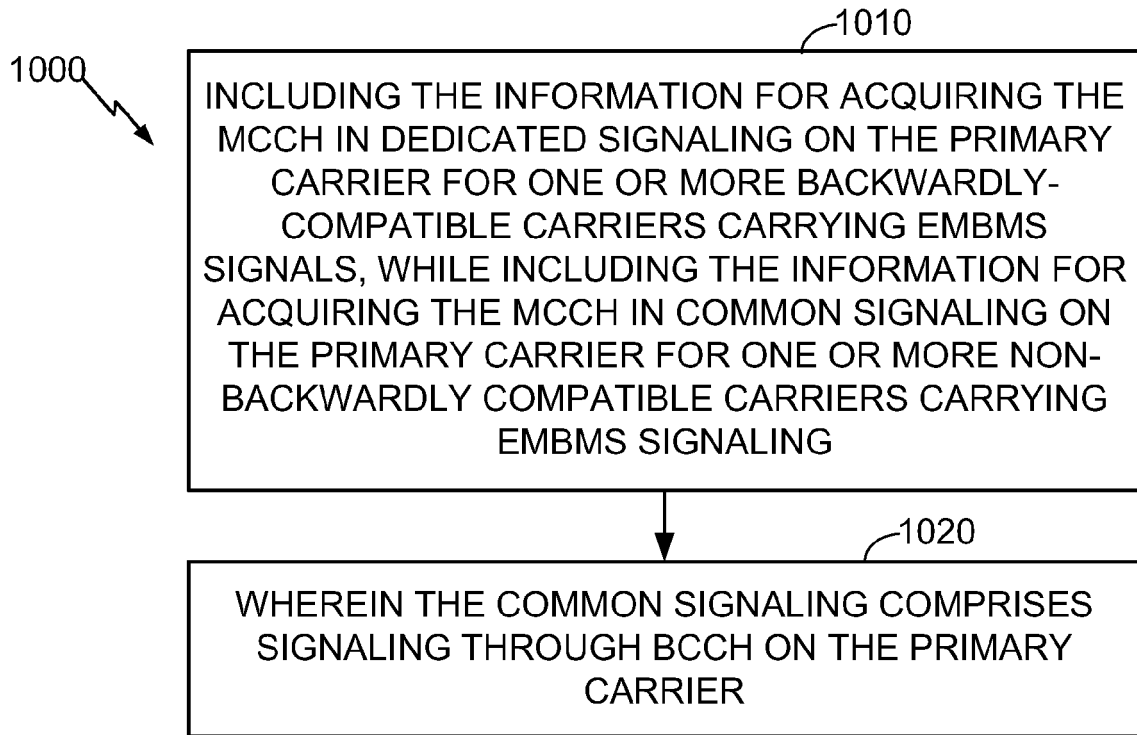 1010
1000
INCLUDING THE INFORMATION FOR ACQUIRING THE
MCCH IN DEDICATED SIGNALING ON THE PRIMARY
CARRIER FOR ONE OR MORE BACKWARDLY-
COMPATIBLE CARRIERS CARRYING EMBMS
SIGNALS, WHILE INCLUDING THE INFORMATION FOR
ACQUIRING THE MCCH IN COMMON SIGNALING ON
THE PRIMARY CARRIER FOR ONE OR MORE NON-
BACKWARDLY COMPATIBLE CARRIERS CARRYING
EMBMS SIGNALING
1020
WHEREIN THE COMMON SIGNALING COMPRISES
SIGNALING THROUGH BCCH ON THE PRIMARY
CARRIER